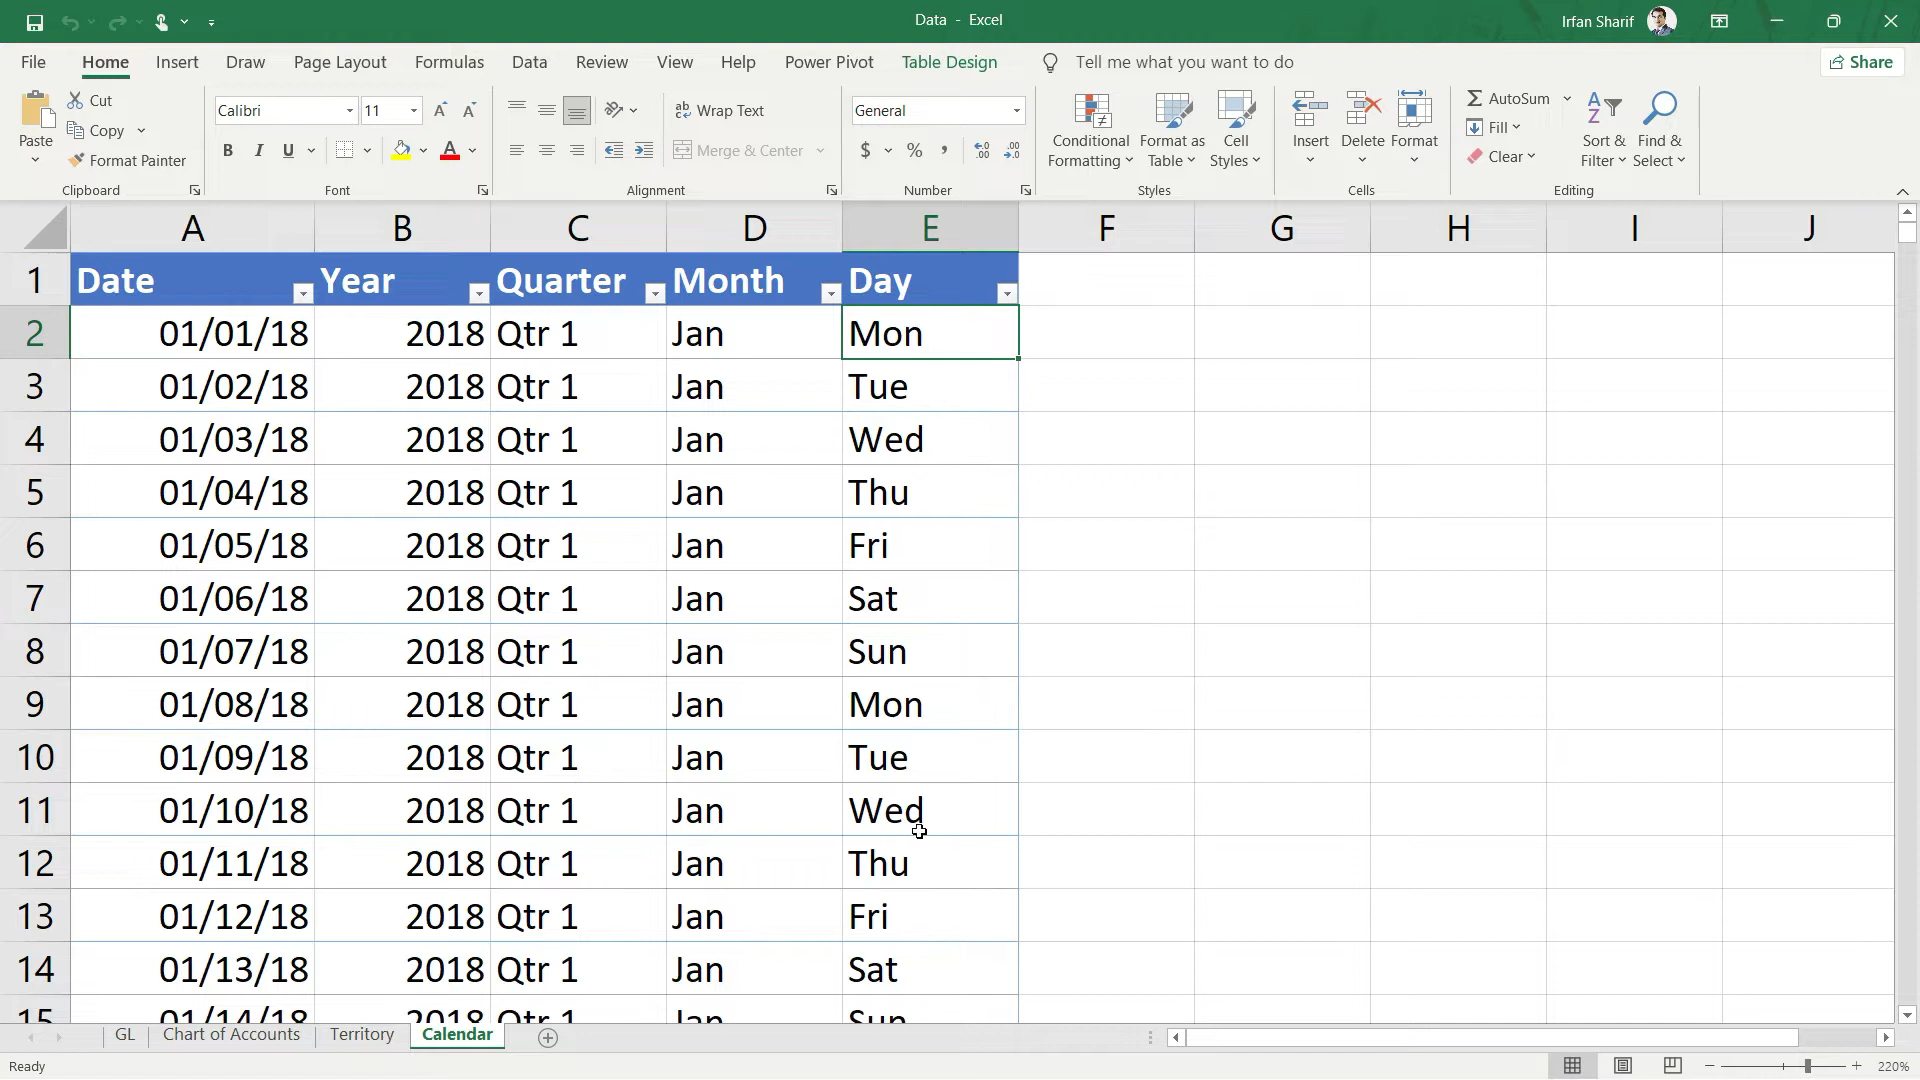 Data - Excel
Irfan Sharif
File Home Insert Draw Page Layout Formulas Data Review View Help Power Pivot Table Design Tell me what you want to do Share
Paste
Cut
Copy
Format Painter
Clipboard
Calibri 11
B I U A
Font
Wrap Text
Merge & Center
Alignment
General
$ % ,
Number
Conditional Formatting
Format as Table
Cell Styles
Styles
Insert Delete Format
Cells
AutoSum
Fill
Clear
Sort & Filter
Find & Select
Editing
A B C D E F G H I J
1 Date Year Quarter Month Day
2 01/01/18 2018 Qtr 1 Jan Mon
3 01/02/18 2018 Qtr 1 Jan Tue
4 01/03/18 2018 Qtr 1 Jan Wed
5 01/04/18 2018 Qtr 1 Jan Thu
6 01/05/18 2018 Qtr 1 Jan Fri
7 01/06/18 2018 Qtr 1 Jan Sat
8 01/07/18 2018 Qtr 1 Jan Sun
9 01/08/18 2018 Qtr 1 Jan Mon
10 01/09/18 2018 Qtr 1 Jan Tue
11 01/10/18 2018 Qtr 1 Jan Wed
12 01/11/18 2018 Qtr 1 Jan Thu
13 01/12/18 2018 Qtr 1 Jan Fri
14 01/13/18 2018 Qtr 1 Jan Sat
15 01/14/18 2018 Qtr 1 Jan Sun
GL Chart of Accounts Territory Calendar
Ready
220%